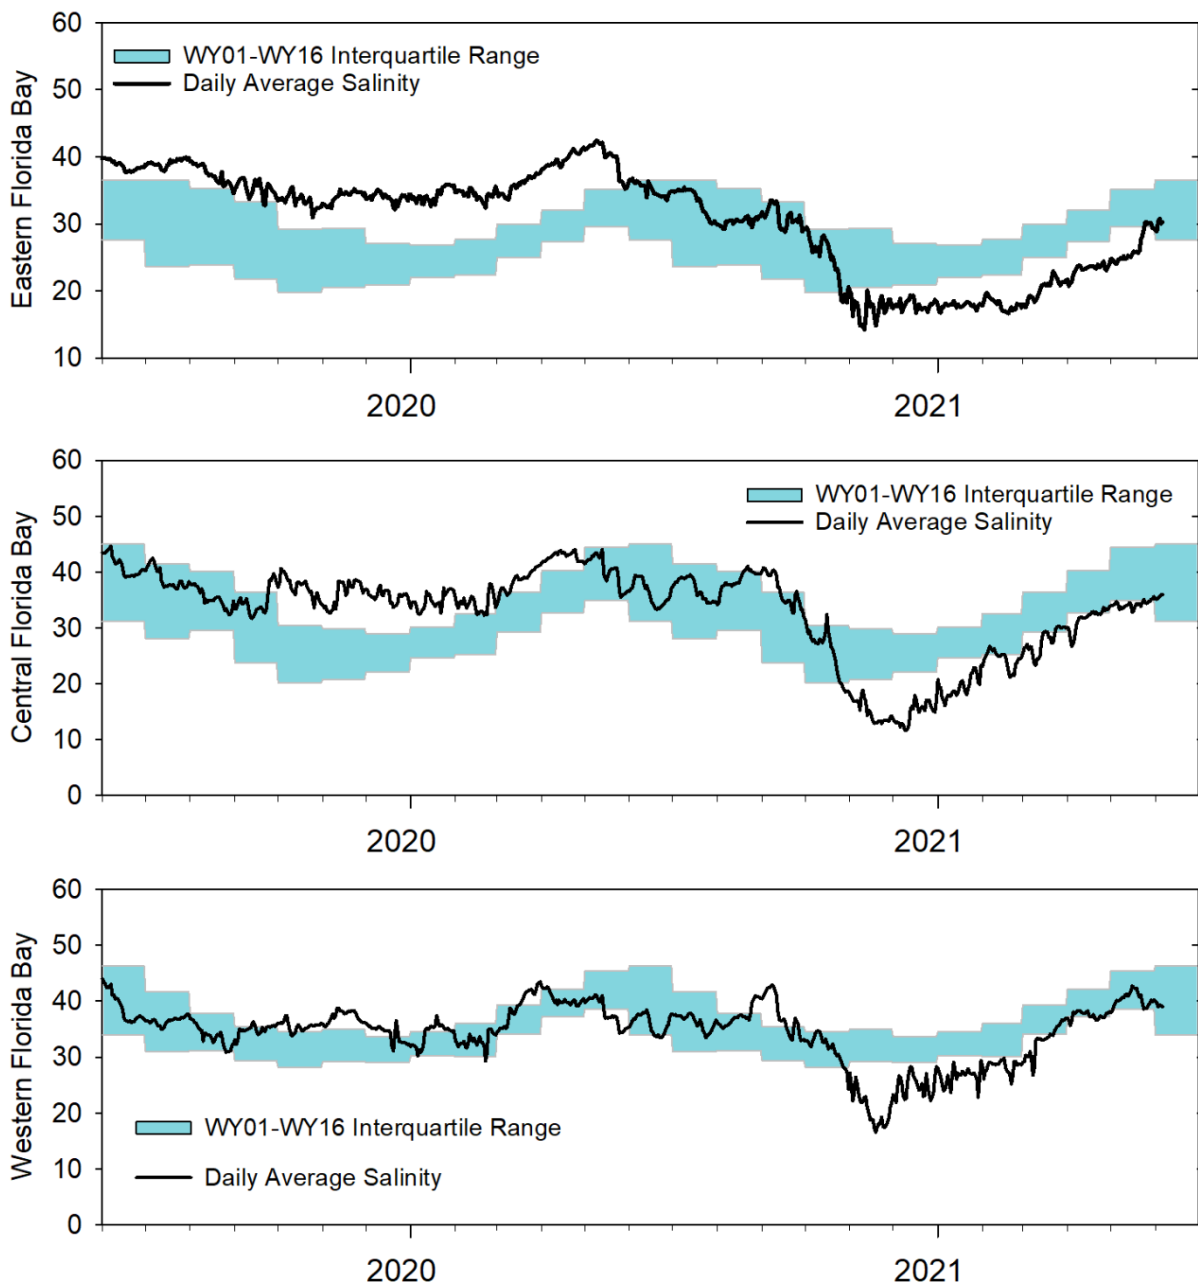 60
WY01-WY16 Interquartile Range
50
Daily Average Salinity
40
30
20
10
Eastern Florida Bay
2020
2021
60
WY01-WY16 Interquartile Range
50
Daily Average Salinity
40
30
20
10
0
Central Florida Bay
2020
2021
60
50
40
30
20
WY01-WY16 Interquartile Range
10
Daily Average Salinity
0
Western Florida Bay
2020
2021